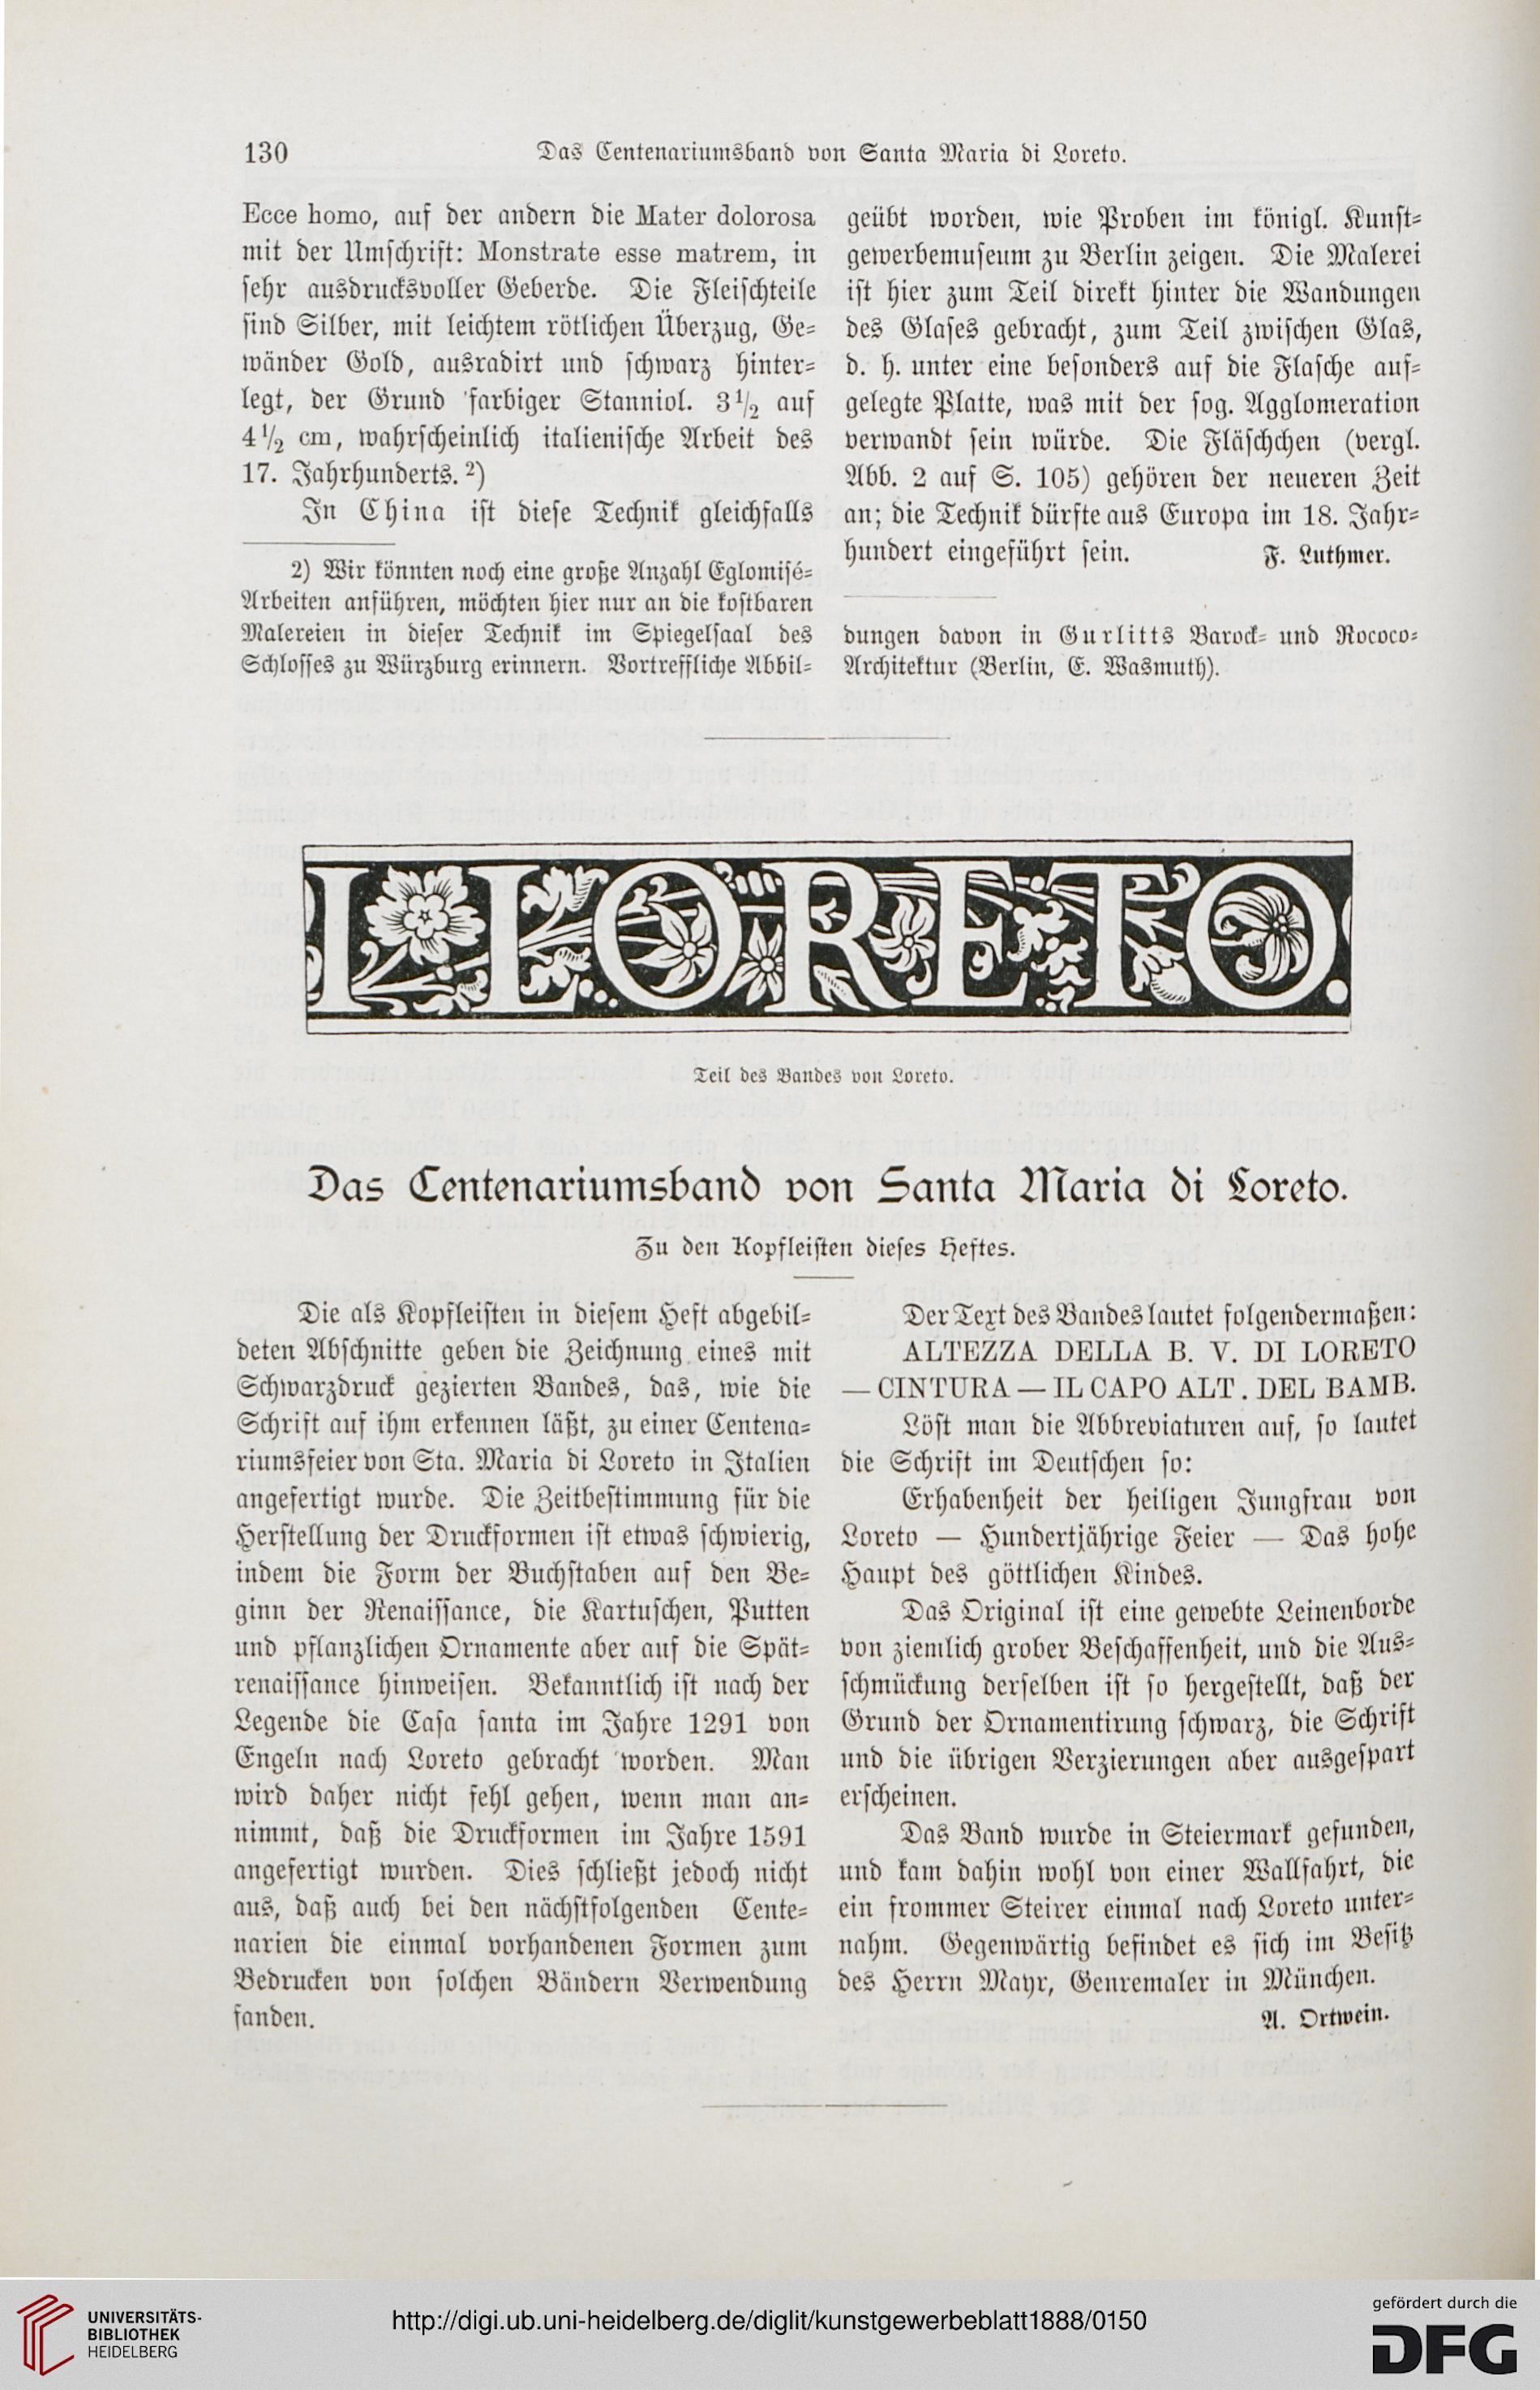 130
Das Centenariumsband von Santa Maria di Loreto.
Ecce homo, auf der andern die Mater dolorosa
mit der Umschrift: Monstrate esse matrem, in
sehr ausdrucksvoller Geberde. Die Fleischteile
sind Silber, mit leichtem rötlichen Überzug, Ge-
wänder Gold, ausradirt und schwarz hinter-
legt, der Grund farbiger Stanniol. 3 1/2 auf
4 1/2 cm, wahrscheinlich italienische Arbeit des
17. Jahrhunderts. 2)
In China ist diese Technik gleichfalls
2) Wir könnten noch eine große Anzahl Eglomisé-
Arbeiten anführen, möchten hier nur an die kostbaren
Malereien in dieser Technik im Spiegelsaal des
Schlosses zu Würzburg erinnern. Vortreffliche Abbil-
geübt worden, wie Proben im königl. Kunst-
gewerbemuseum zu Berlin zeigen. Die Malerei
ist hier zum Teil direkt hinter die Wandungen
des Glases gebracht, zum Teil zwischen Glas,
d. h. unter eine besonders auf die Flasche auf-
gelegte Platte, was mit der sog. Agglomeration
verwandt sein würde. Die Fläschchen (vergl.
Abb. 2 auf S. 105) gehören der neueren Zeit
an; die Technik dürfte aus Europa im 18. Jahr-
hundert eingeführt sein.
F. Luthmer.
dungen davon in Gurlitts Barock- und Rococo-
Architektur (Berlin, E. Wasmuth).
I LORETO.
Teil des Bandes von Loreto.
Das Centenariumsband von Santa Maria di Loreto.
Zu den Kopfleisten dieses Heftes.
Die als Kopfleisten in diesem Heft abgebil-
deten Abschnitte geben die Zeichnung eines mit
Schwarzdruck gezierten Bandes, das, wie die
Schrift auf ihm erkennen läßt, zu einer Centena-
riumsfeier von Sta. Maria di Loreto in Italien
angefertigt wurde. Die Zeitbestimmung für die
Herstellung der Druckformen ist etwas schwierig,
indem die Form der Buchstaben auf den Be-
ginn der Renaissance, die Kartuschen, Putten
und pflanzlichen Ornamente aber auf die Spät-
renaissance hinweisen. Bekanntlich ist nach der
Legende die Casa santa im Jahre 1291 von
Engeln nach Loreto gebracht worden. Man
wird daher nicht fehl gehen, wenn man an-
nimmt, daß die Druckformen im Jahre 1591
angefertigt wurden. Dies schließt jedoch nicht
aus, daß auch bei den nächstfolgenden Cente-
narien die einmal vorhandenen Formen zum
Bedrucken von solchen Bändern Verwendung
fanden.
Der Text des Bandes lautet folgendermaßen:
ALTEZZA DELLA B. V. DI LORETO
— CINTURA — IL CAPO ALT. DEL BAMB.
Löst man die Abbreviaturen auf, so lautet
die Schrift im Deutschen so:
Erhabenheit der heiligen Jungfrau von
Loreto — Hundertjährige Feier — Das hohe
Haupt des göttlichen Kindes.
Das Original ist eine gewebte Leinenborde
von ziemlich grober Beschaffenheit, und die Aus-
schmückung derselben ist so hergestellt, daß der
Grund der Ornamentirung schwarz, die Schrift
und die übrigen Verzierungen aber ausgespart
erscheinen.
Das Band wurde in Steiermark gefunden,
und kam dahin wohl von einer Wallfahrt, die
ein frommer Steirer einmal nach Loreto unter-
nahm. Gegenwärtig befindet es sich im Besitz
des Herrn Mayr, Genremaler in München.
A. Ortwein.
UNIVERSITÄTS-
BIBLIOTHEK
HEIDELBERG
http://digi.ub.uni-heidelberg.de/diglit/kunstgewerbeblatt1888/0150
gefördert durch die
DFG